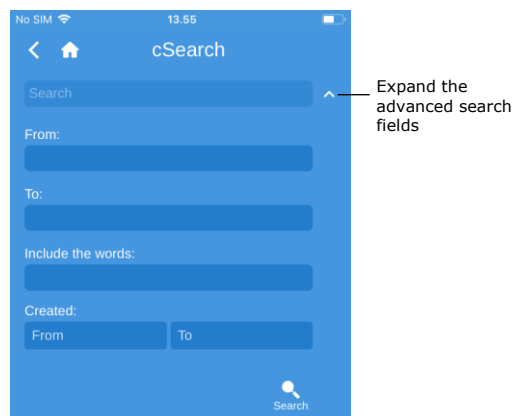 No SIM 13.55
cSearch
Search
Expand the
advanced search
fields
From:
To:
Include the words:
Created:
From To
Search